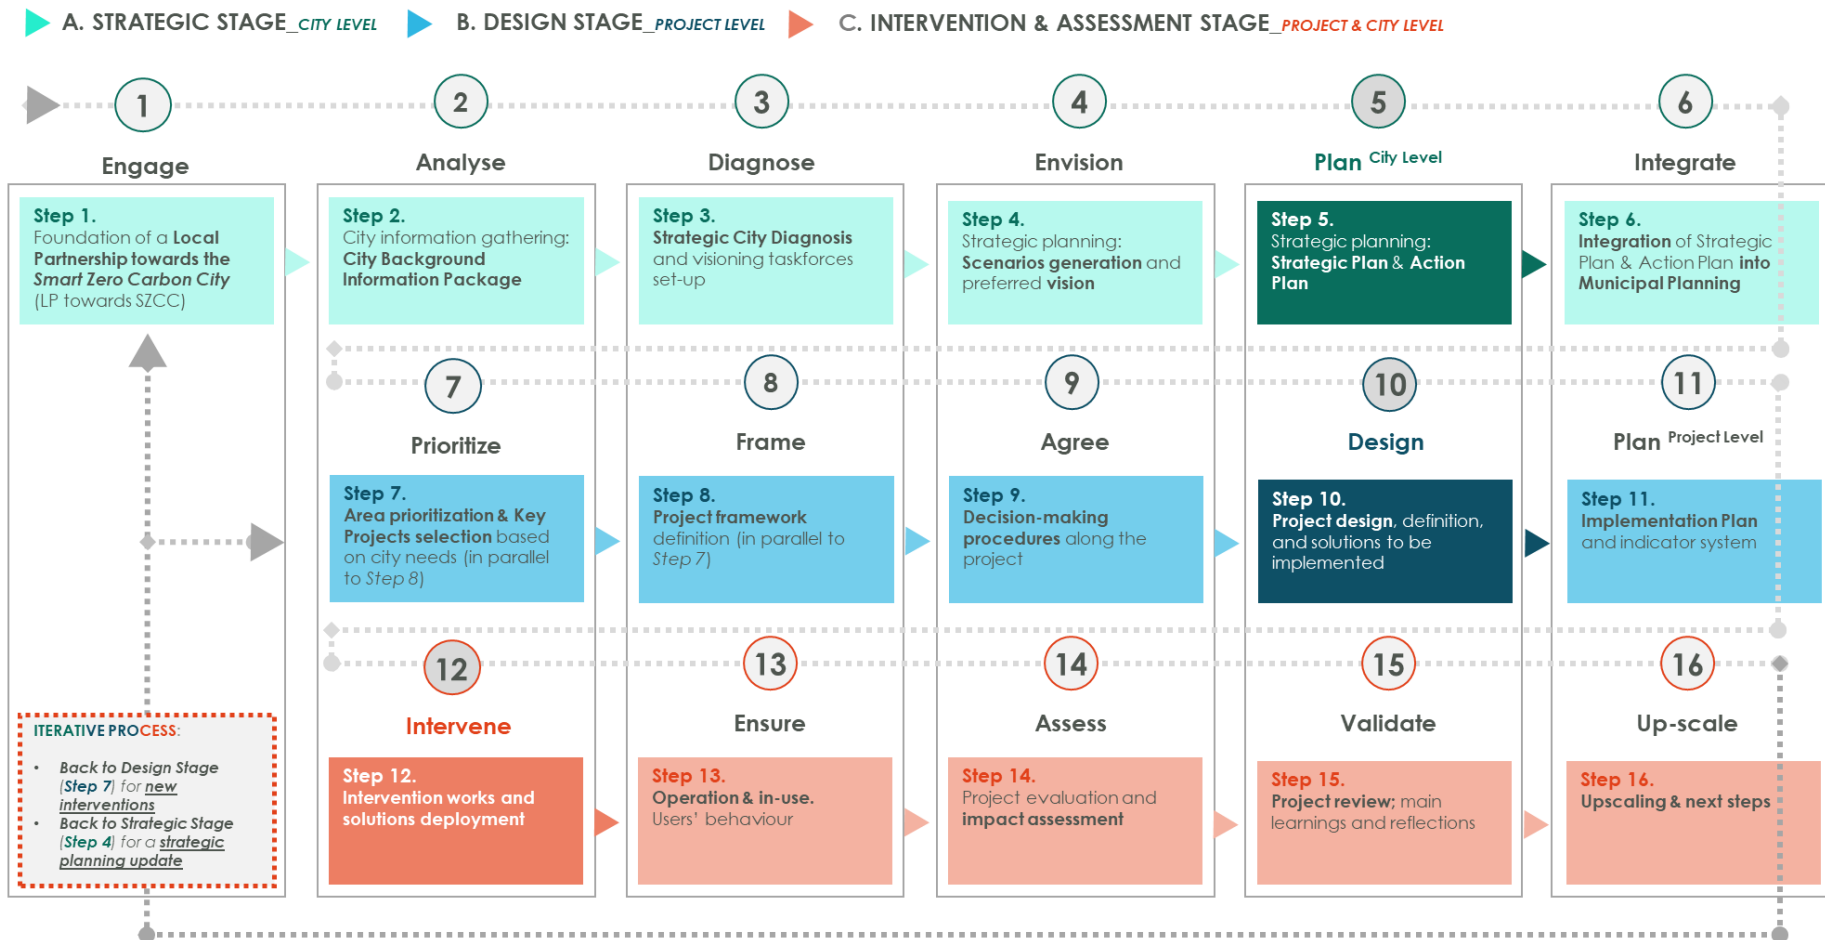 A. STRATEGIC STAGE_CITY LEVEL
B. DESIGN STAGE_PROJECT LEVEL
C. INTERVENTION & ASSESSMENT STAGE_PROJECT & CITY LEVEL
1
2
3
4
5
6
Engage
Analyse
Diagnose
Envision
Plan City Level
Integrate
Step 1.
Foundation of a Local
Partnership towards the
Smart Zero Carbon City
(LP towards SZCC)
Step 2.
City information gathering:
City Background
Information Package
Step 3.
Strategic City Diagnosis
and visioning taskforces
set-up
Step 4.
Strategic planning:
Scenarios generation and
preferred vision
Step 5.
Strategic planning:
Strategic Plan & Action
Plan
Step 6.
Integration of Strategic
Plan & Action Plan into
Municipal Planning
7
8
9
10
11
Prioritize
Frame
Agree
Design
Plan Project Level
Step 7.
Area prioritization & Key
Projects selection based
on city needs (in parallel
to Step 8)
Step 8.
Project framework
definition (in parallel to
Step 7)
Step 9.
Decision-making
procedures along the
project
Step 10.
Project design, definition,
and solutions to be
implemented
Step 11.
Implementation Plan
and indicator system
12
13
14
15
16
Intervene
Ensure
Assess
Validate
Up-scale
ITERATIVE PROCESS:
• Back to Design Stage
(Step 7) for new
interventions
• Back to Strategic Stage
(Step 4) for a strategic
planning update
Step 12.
Intervention works and
solutions deployment
Step 13.
Operation & in-use.
Users' behaviour
Step 14.
Project evaluation and
impact assessment
Step 15.
Project review; main
learnings and reflections
Step 16.
Upscaling & next steps